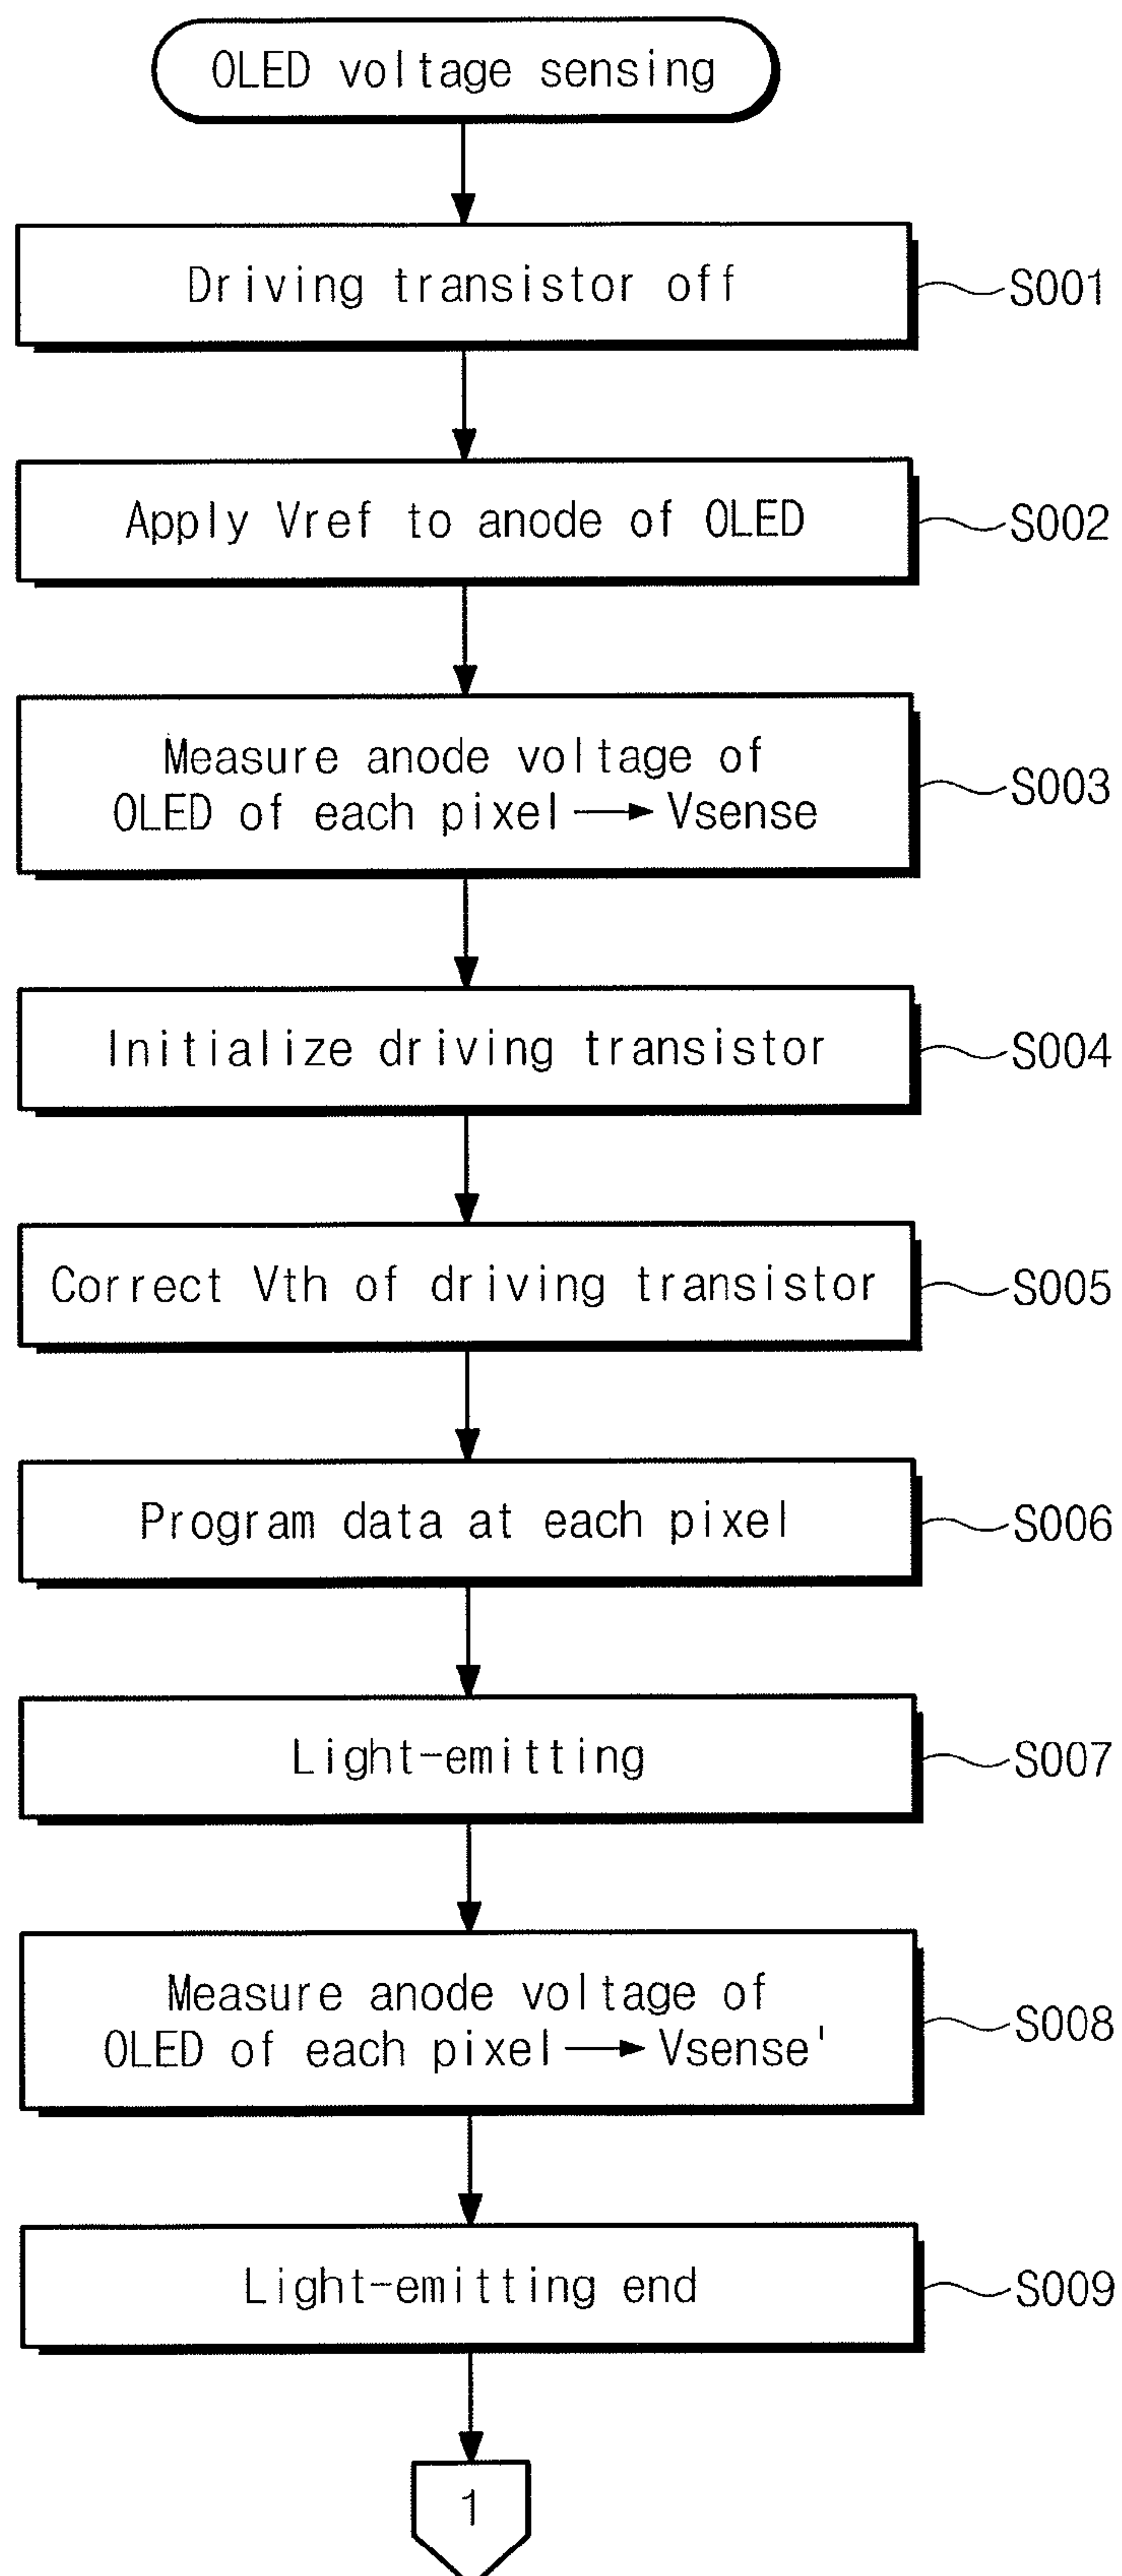 OLED voltage sensing
Driving transistor off
S001
Apply Vref to anode of OLED
S002
Measure anode voltage of
OLED of each pixel → Vsense
S003
Initialize driving transistor
S004
Correct Vth of driving transistor
S005
Program data at each pixel
S006
Light-emitting
S007
Measure anode voltage of
OLED of each pixel → Vsense'
S008
Light-emitting end
S009
1